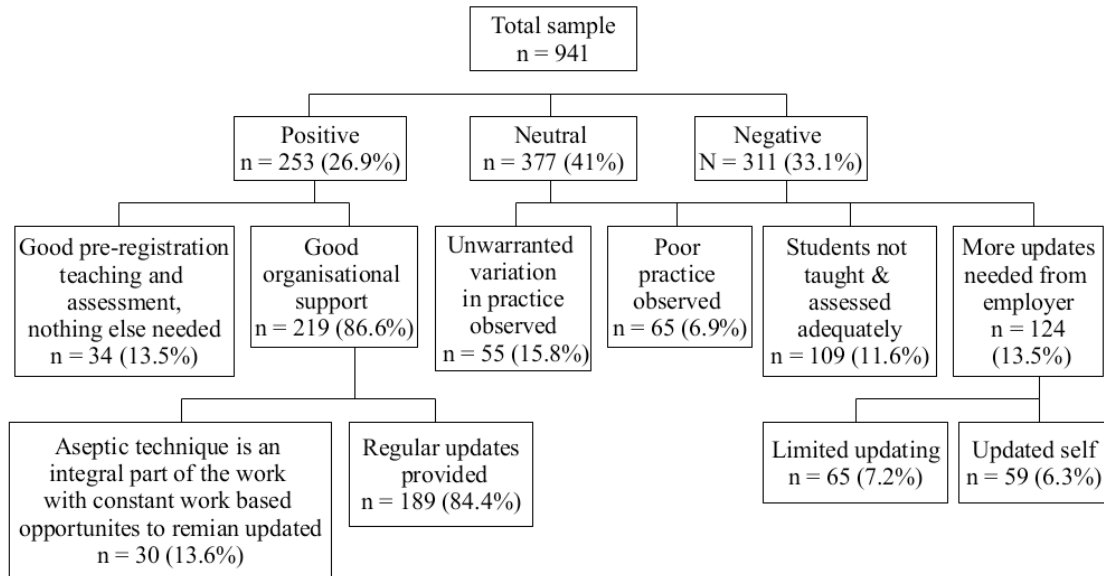 Total sample
n = 941
Positive
n = 253 (26.9%)
Neutral
n = 377 (41%)
Negative
N = 311 (33.1%)
Good pre-registration
teaching and
assessment,
nothing else needed
n = 34 (13.5%)
Good
organisational
support
n = 219 (86.6%)
Unwarranted
variation
in practice
observed
n = 55 (15.8%)
Poor
practice
observed
n = 65 (6.9%)
Students not
taught &
assessed
adequately
n = 109 (11.6%)
More updates
needed from
employer
n = 124
(13.5%)
Aseptic technique is an
integral part of the work
with constant work based
opportunites to remian updated
n = 30 (13.6%)
Regular updates
provided
n = 189 (84.4%)
Limited updating
n = 65 (7.2%)
Updated self
n = 59 (6.3%)